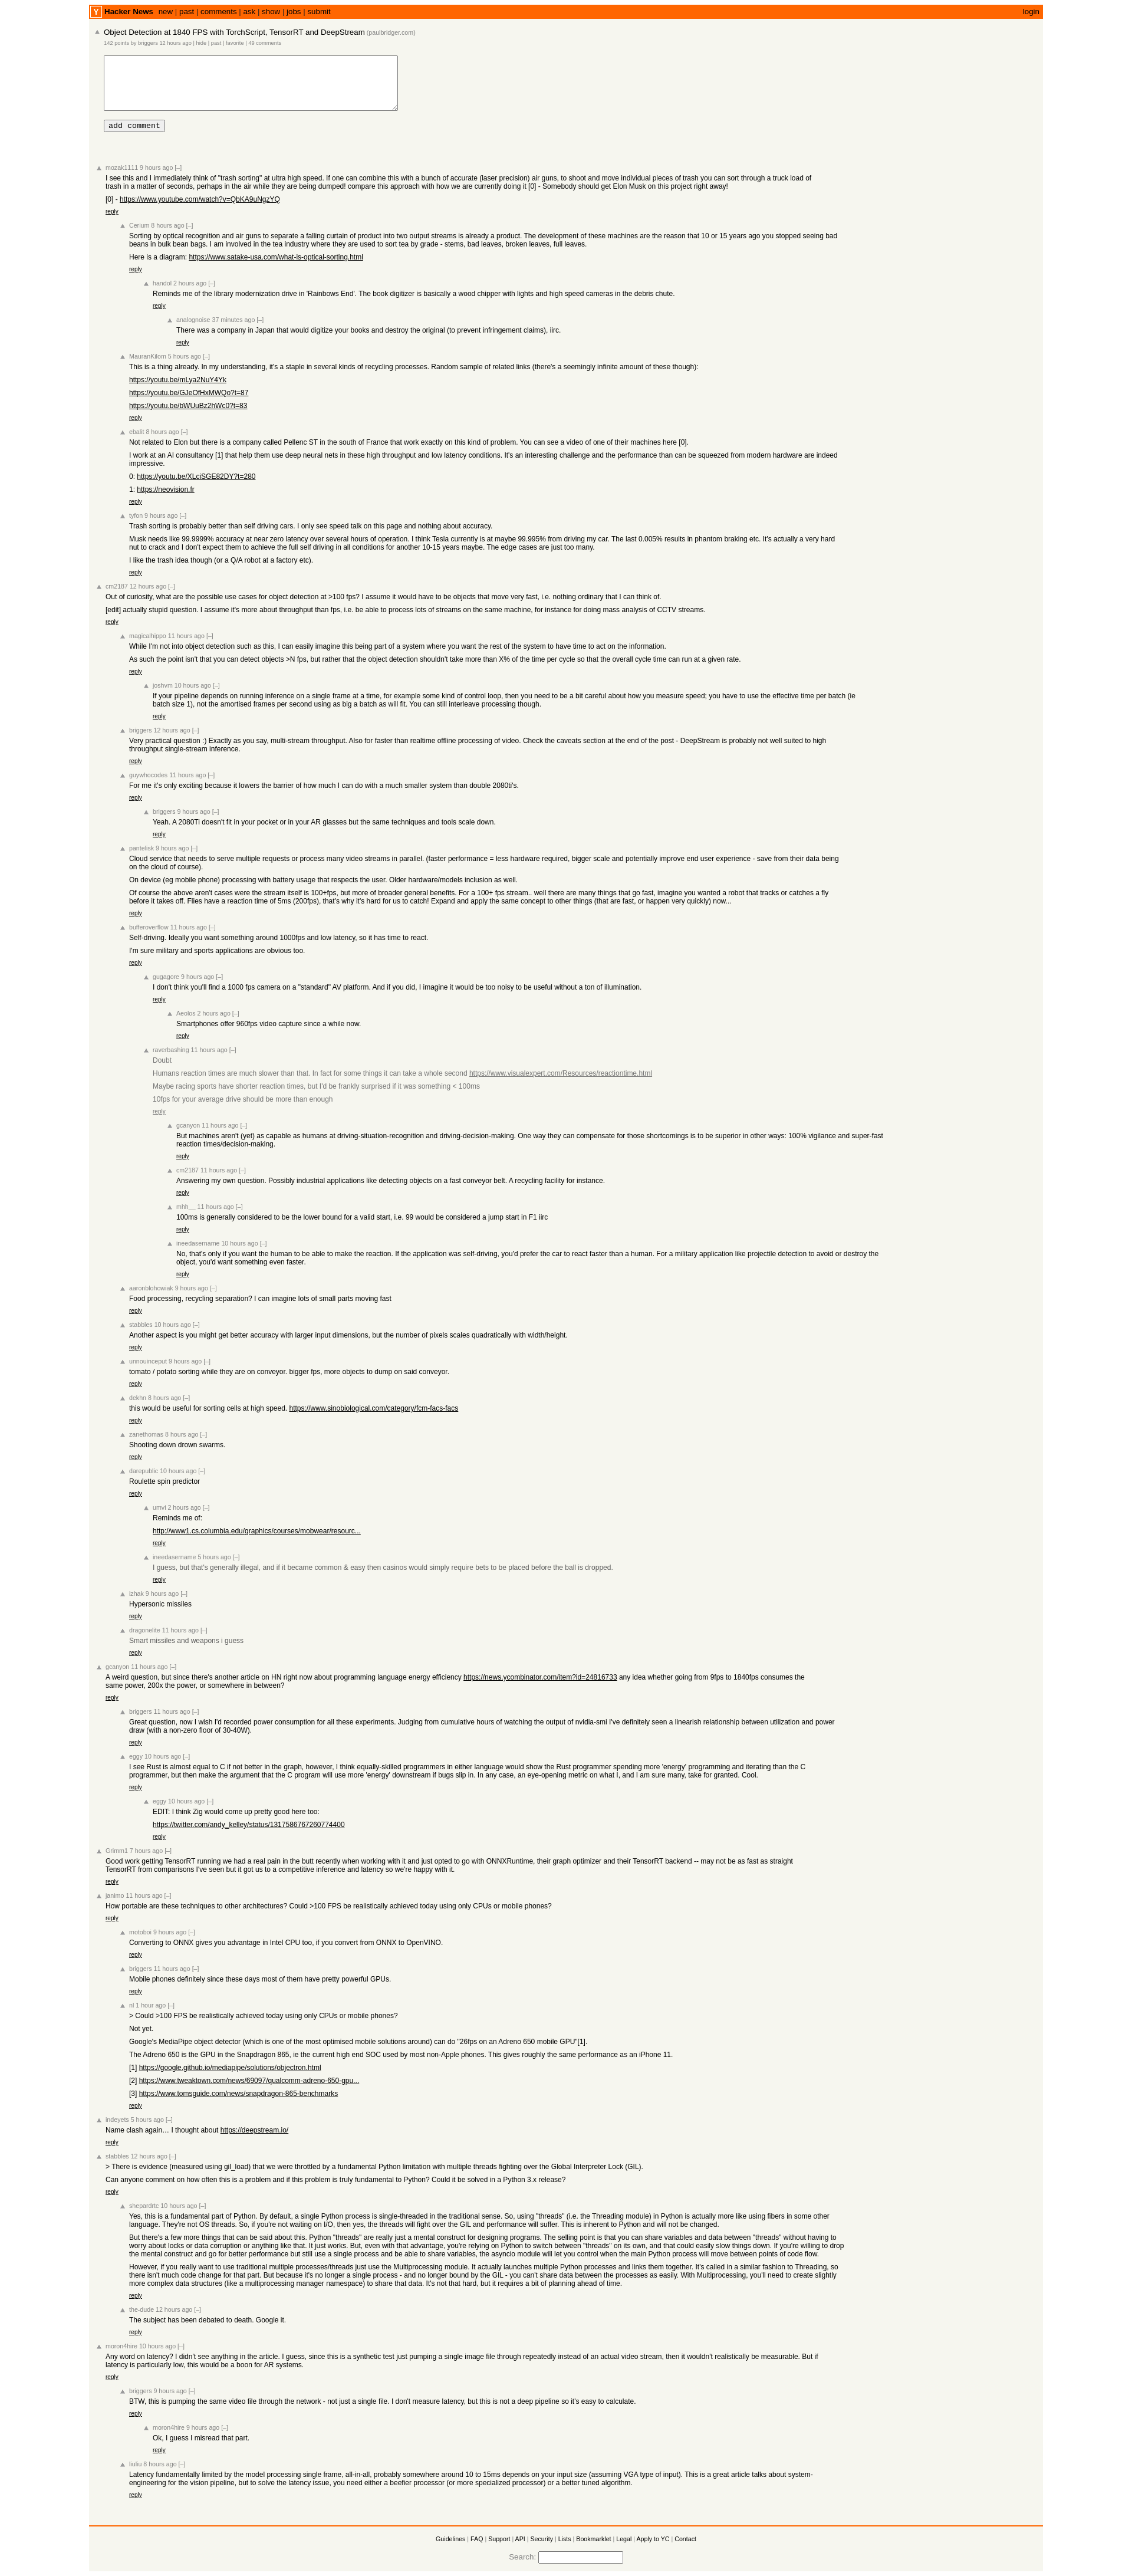 Y Hacker News new | past | comments | ask | show | jobs | submit login
Object Detection at 1840 FPS with TorchScript, TensorRT and DeepStream (paulbridger.com)
142 points by briggers 12 hours ago | hide | past | favorite | 49 comments
add comment
mozak1111 9 hours ago [–]
I see this and I immediately think of "trash sorting" at ultra high speed. If one can combine this with a bunch of accurate (laser precision) air guns, to shoot and move individual pieces of trash you can sort through a truck load of
trash in a matter of seconds, perhaps in the air while they are being dumped! compare this approach with how we are currently doing it [0] - Somebody should get Elon Musk on this project right away!
[0] - https://www.youtube.com/watch?v=QbKA9uNgzYQ
reply
Cerium 8 hours ago [–]
Sorting by optical recognition and air guns to separate a falling curtain of product into two output streams is already a product. The development of these machines are the reason that 10 or 15 years ago you stopped seeing bad
beans in bulk bean bags. I am involved in the tea industry where they are used to sort tea by grade - stems, bad leaves, broken leaves, full leaves.
Here is a diagram: https://www.satake-usa.com/what-is-optical-sorting.html
reply
handol 2 hours ago [–]
Reminds me of the library modernization drive in 'Rainbows End'. The book digitizer is basically a wood chipper with lights and high speed cameras in the debris chute.
reply
analognoise 37 minutes ago [–]
There was a company in Japan that would digitize your books and destroy the original (to prevent infringement claims), iirc.
reply
MauranKilom 5 hours ago [–]
This is a thing already. In my understanding, it's a staple in several kinds of recycling processes. Random sample of related links (there's a seemingly infinite amount of these though):
https://youtu.be/mLya2NuY4Yk
https://youtu.be/GJeOfHxMWQo?t=87
https://youtu.be/bWUuBz2hWc0?t=83
reply
ebalit 8 hours ago [–]
Not related to Elon but there is a company called Pellenc ST in the south of France that work exactly on this kind of problem. You can see a video of one of their machines here [0].
I work at an AI consultancy [1] that help them use deep neural nets in these high throughput and low latency conditions. It's an interesting challenge and the performance than can be squeezed from modern hardware are indeed
impressive.
0: https://youtu.be/XLciSGE82DY?t=280
1: https://neovision.fr
reply
tyfon 9 hours ago [–]
Trash sorting is probably better than self driving cars. I only see speed talk on this page and nothing about accuracy.
Musk needs like 99.9999% accuracy at near zero latency over several hours of operation. I think Tesla currently is at maybe 99.995% from driving my car. The last 0.005% results in phantom braking etc. It's actually a very hard
nut to crack and I don't expect them to achieve the full self driving in all conditions for another 10-15 years maybe. The edge cases are just too many.
I like the trash idea though (or a Q/A robot at a factory etc).
reply
cm2187 12 hours ago [–]
Out of curiosity, what are the possible use cases for object detection at >100 fps? I assume it would have to be objects that move very fast, i.e. nothing ordinary that I can think of.
[edit] actually stupid question. I assume it's more about throughput than fps, i.e. be able to process lots of streams on the same machine, for instance for doing mass analysis of CCTV streams.
reply
magicalhippo 11 hours ago [–]
While I'm not into object detection such as this, I can easily imagine this being part of a system where you want the rest of the system to have time to act on the information.
As such the point isn't that you can detect objects >N fps, but rather that the object detection shouldn't take more than X% of the time per cycle so that the overall cycle time can run at a given rate.
reply
joshvm 10 hours ago [–]
If your pipeline depends on running inference on a single frame at a time, for example some kind of control loop, then you need to be a bit careful about how you measure speed; you have to use the effective time per batch (ie
batch size 1), not the amortised frames per second using as big a batch as will fit. You can still interleave processing though.
reply
briggers 12 hours ago [–]
Very practical question :) Exactly as you say, multi-stream throughput. Also for faster than realtime offline processing of video. Check the caveats section at the end of the post - DeepStream is probably not well suited to high
throughput single-stream inference.
reply
guywhocodes 11 hours ago [–]
For me it's only exciting because it lowers the barrier of how much I can do with a much smaller system than double 2080ti's.
reply
briggers 9 hours ago [–]
Yeah. A 2080Ti doesn't fit in your pocket or in your AR glasses but the same techniques and tools scale down.
reply
pantelisk 9 hours ago [–]
Cloud service that needs to serve multiple requests or process many video streams in parallel. (faster performance = less hardware required, bigger scale and potentially improve end user experience - save from their data being
on the cloud of course).
On device (eg mobile phone) processing with battery usage that respects the user. Older hardware/models inclusion as well.
Of course the above aren't cases were the stream itself is 100+fps, but more of broader general benefits. For a 100+ fps stream.. well there are many things that go fast, imagine you wanted a robot that tracks or catches a fly
before it takes off. Flies have a reaction time of 5ms (200fps), that's why it's hard for us to catch! Expand and apply the same concept to other things (that are fast, or happen very quickly) now...
reply
bufferoverflow 11 hours ago [–]
Self-driving. Ideally you want something around 1000fps and low latency, so it has time to react.
I'm sure military and sports applications are obvious too.
reply
gugagore 9 hours ago [–]
I don't think you'll find a 1000 fps camera on a "standard" AV platform. And if you did, I imagine it would be too noisy to be useful without a ton of illumination.
reply
Aeolos 2 hours ago [–]
Smartphones offer 960fps video capture since a while now.
reply
raverbashing 11 hours ago [–]
Doubt
Humans reaction times are much slower than that. In fact for some things it can take a whole second https://www.visualexpert.com/Resources/reactiontime.html
Maybe racing sports have shorter reaction times, but I'd be frankly surprised if it was something < 100ms
10fps for your average drive should be more than enough
reply
gcanyon 11 hours ago [–]
But machines aren't (yet) as capable as humans at driving-situation-recognition and driving-decision-making. One way they can compensate for those shortcomings is to be superior in other ways: 100% vigilance and super-fast
reaction times/decision-making.
reply
cm2187 11 hours ago [–]
Answering my own question. Possibly industrial applications like detecting objects on a fast conveyor belt. A recycling facility for instance.
reply
mhh__ 11 hours ago [–]
100ms is generally considered to be the lower bound for a valid start, i.e. 99 would be considered a jump start in F1 iirc
reply
ineedasername 10 hours ago [–]
No, that's only if you want the human to be able to make the reaction. If the application was self-driving, you'd prefer the car to react faster than a human. For a military application like projectile detection to avoid or destroy the
object, you'd want something even faster.
reply
aaronblohowiak 9 hours ago [–]
Food processing, recycling separation? I can imagine lots of small parts moving fast
reply
stabbles 10 hours ago [–]
Another aspect is you might get better accuracy with larger input dimensions, but the number of pixels scales quadratically with width/height.
reply
unnouinceput 9 hours ago [–]
tomato / potato sorting while they are on conveyor. bigger fps, more objects to dump on said conveyor.
reply
dekhn 8 hours ago [–]
this would be useful for sorting cells at high speed. https://www.sinobiological.com/category/fcm-facs-facs
reply
zanethomas 8 hours ago [–]
Shooting down drown swarms.
reply
darepublic 10 hours ago [–]
Roulette spin predictor
reply
umvi 2 hours ago [–]
Reminds me of:
http://www1.cs.columbia.edu/graphics/courses/mobwear/resourc...
reply
ineedasername 5 hours ago [–]
I guess, but that's generally illegal, and if it became common & easy then casinos would simply require bets to be placed before the ball is dropped.
reply
izhak 9 hours ago [–]
Hypersonic missiles
reply
dragonelite 11 hours ago [–]
Smart missiles and weapons i guess
reply
gcanyon 11 hours ago [–]
A weird question, but since there's another article on HN right now about programming language energy efficiency https://news.ycombinator.com/item?id=24816733 any idea whether going from 9fps to 1840fps consumes the
same power, 200x the power, or somewhere in between?
reply
briggers 11 hours ago [–]
Great question, now I wish I'd recorded power consumption for all these experiments. Judging from cumulative hours of watching the output of nvidia-smi I've definitely seen a linearish relationship between utilization and power
draw (with a non-zero floor of 30-40W).
reply
eggy 10 hours ago [–]
I see Rust is almost equal to C if not better in the graph, however, I think equally-skilled programmers in either language would show the Rust programmer spending more 'energy' programming and iterating than the C
programmer, but then make the argument that the C program will use more 'energy' downstream if bugs slip in. In any case, an eye-opening metric on what I, and I am sure many, take for granted. Cool.
reply
eggy 10 hours ago [–]
EDIT: I think Zig would come up pretty good here too:
https://twitter.com/andy_kelley/status/1317586767260774400
reply
Grimm1 7 hours ago [–]
Good work getting TensorRT running we had a real pain in the butt recently when working with it and just opted to go with ONNXRuntime, their graph optimizer and their TensorRT backend -- may not be as fast as straight
TensorRT from comparisons I've seen but it got us to a competitive inference and latency so we're happy with it.
reply
janimo 11 hours ago [–]
How portable are these techniques to other architectures? Could >100 FPS be realistically achieved today using only CPUs or mobile phones?
reply
motoboi 9 hours ago [–]
Converting to ONNX gives you advantage in Intel CPU too, if you convert from ONNX to OpenVINO.
reply
briggers 11 hours ago [–]
Mobile phones definitely since these days most of them have pretty powerful GPUs.
reply
nl 1 hour ago [–]
> Could >100 FPS be realistically achieved today using only CPUs or mobile phones?
Not yet.
Google's MediaPipe object detector (which is one of the most optimised mobile solutions around) can do "26fps on an Adreno 650 mobile GPU"[1].
The Adreno 650 is the GPU in the Snapdragon 865, ie the current high end SOC used by most non-Apple phones. This gives roughly the same performance as an iPhone 11.
[1] https://google.github.io/mediapipe/solutions/objectron.html
[2] https://www.tweaktown.com/news/69097/qualcomm-adreno-650-gpu...
[3] https://www.tomsguide.com/news/snapdragon-865-benchmarks
reply
indeyets 5 hours ago [–]
Name clash again… I thought about https://deepstream.io/
reply
stabbles 12 hours ago [–]
> There is evidence (measured using gil_load) that we were throttled by a fundamental Python limitation with multiple threads fighting over the Global Interpreter Lock (GIL).
Can anyone comment on how often this is a problem and if this problem is truly fundamental to Python? Could it be solved in a Python 3.x release?
reply
shepardrtc 10 hours ago [–]
Yes, this is a fundamental part of Python. By default, a single Python process is single-threaded in the traditional sense. So, using "threads" (i.e. the Threading module) in Python is actually more like using fibers in some other
language. They're not OS threads. So, if you're not waiting on I/O, then yes, the threads will fight over the GIL and performance will suffer. This is inherent to Python and will not be changed.
But there's a few more things that can be said about this. Python "threads" are really just a mental construct for designing programs. The selling point is that you can share variables and data between "threads" without having to
worry about locks or data corruption or anything like that. It just works. But, even with that advantage, you're relying on Python to switch between "threads" on its own, and that could easily slow things down. If you're willing to drop
the mental construct and go for better performance but still use a single process and be able to share variables, the asyncio module will let you control when the main Python process will move between points of code flow.
However, if you really want to use traditional multiple processes/threads just use the Multiprocessing module. It actually launches multiple Python processes and links them together. It's called in a similar fashion to Threading, so
there isn't much code change for that part. But because it's no longer a single process - and no longer bound by the GIL - you can't share data between the processes as easily. With Multiprocessing, you'll need to create slightly
more complex data structures (like a multiprocessing manager namespace) to share that data. It's not that hard, but it requires a bit of planning ahead of time.
reply
the-dude 12 hours ago [–]
The subject has been debated to death. Google it.
reply
moron4hire 10 hours ago [–]
Any word on latency? I didn't see anything in the article. I guess, since this is a synthetic test just pumping a single image file through repeatedly instead of an actual video stream, then it wouldn't realistically be measurable. But if
latency is particularly low, this would be a boon for AR systems.
reply
briggers 9 hours ago [–]
BTW, this is pumping the same video file through the network - not just a single file. I don't measure latency, but this is not a deep pipeline so it's easy to calculate.
reply
moron4hire 9 hours ago [–]
Ok, I guess I misread that part.
reply
liuliu 8 hours ago [–]
Latency fundamentally limited by the model processing single frame, all-in-all, probably somewhere around 10 to 15ms depends on your input size (assuming VGA type of input). This is a great article talks about system-
engineering for the vision pipeline, but to solve the latency issue, you need either a beefier processor (or more specialized processor) or a better tuned algorithm.
reply
Guidelines | FAQ | Support | API | Security | Lists | Bookmarklet | Legal | Apply to YC | Contact
Search: